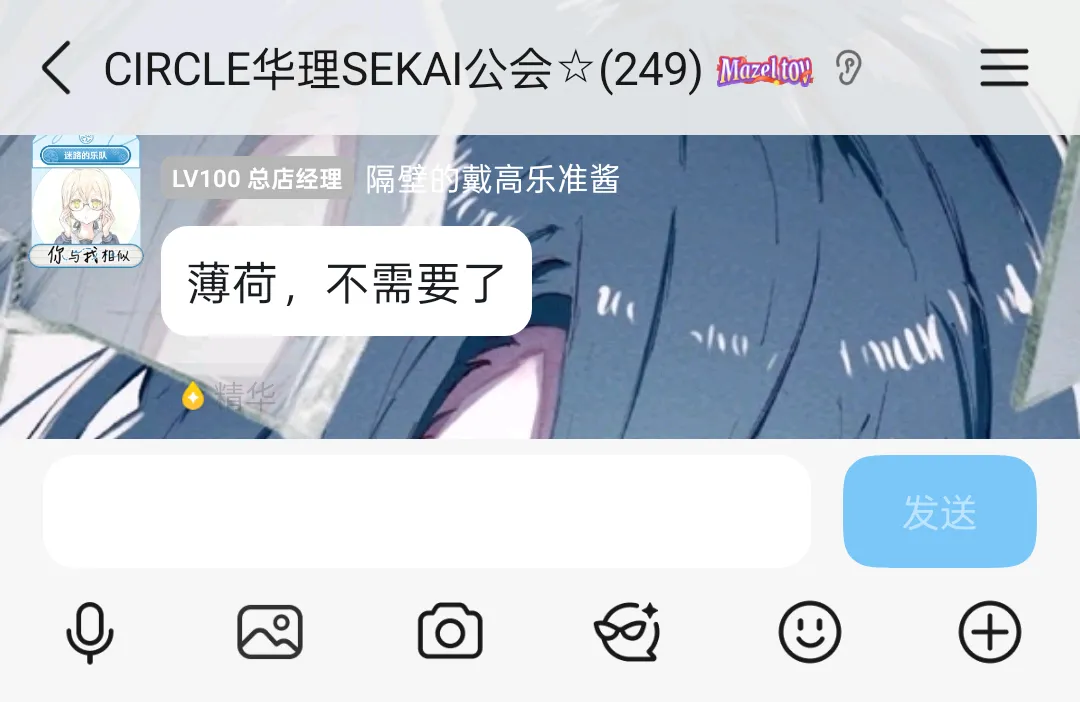 CIRCLE华理SEKAI公会☆(249) Mazel toy
迷路的乐队
LV100 总店经理 隔壁的戴高乐准酱
你与我相似
薄荷，不需要了
精华
发送